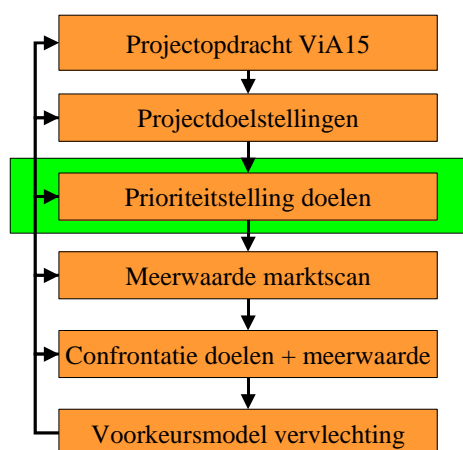 Projectopdracht ViA15
Projectdoelstellingen
Prioriteitstelling doelen
Meerwaarde marktscan
Confrontatie doelen + meerwaarde
Voorkeursmodel vervlechting